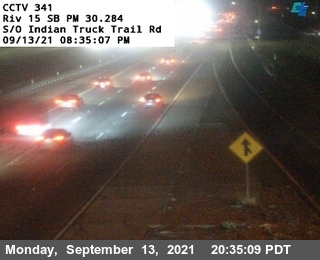 CCTV 341
Riv 15 SB PM 30.284
S/O Indian Truck Trail Rd
09/13/21 08:35:07 PM
Monday, September 13, 2021 20:35:09 PDT